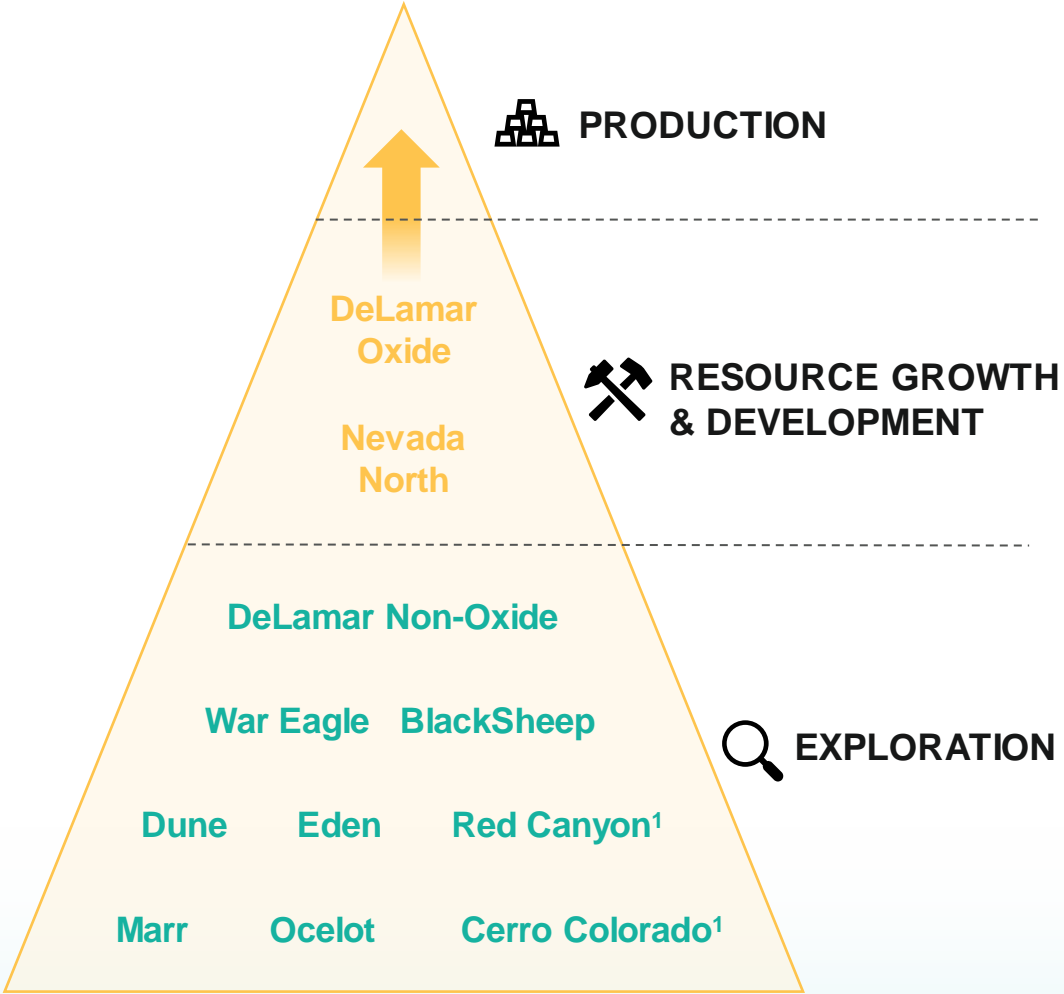 PRODUCTION
DeLamar
Oxide
RESOURCE GROWTH
& DEVELOPMENT
Nevada
North
DeLamar Non-Oxide
War Eagle BlackSheep
EXPLORATION
Dune Eden Red Canyon¹
Marr Ocelot Cerro Colorado¹